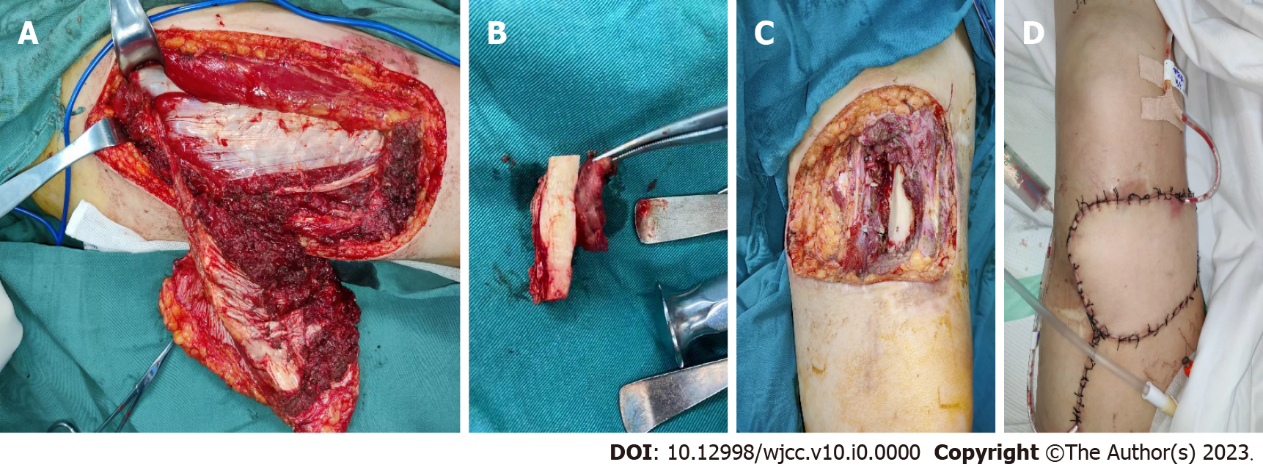 A
B
C
D
DOI: 10.12998/wjcc.v10.i0.0000 Copyright ©The Author(s) 2023.